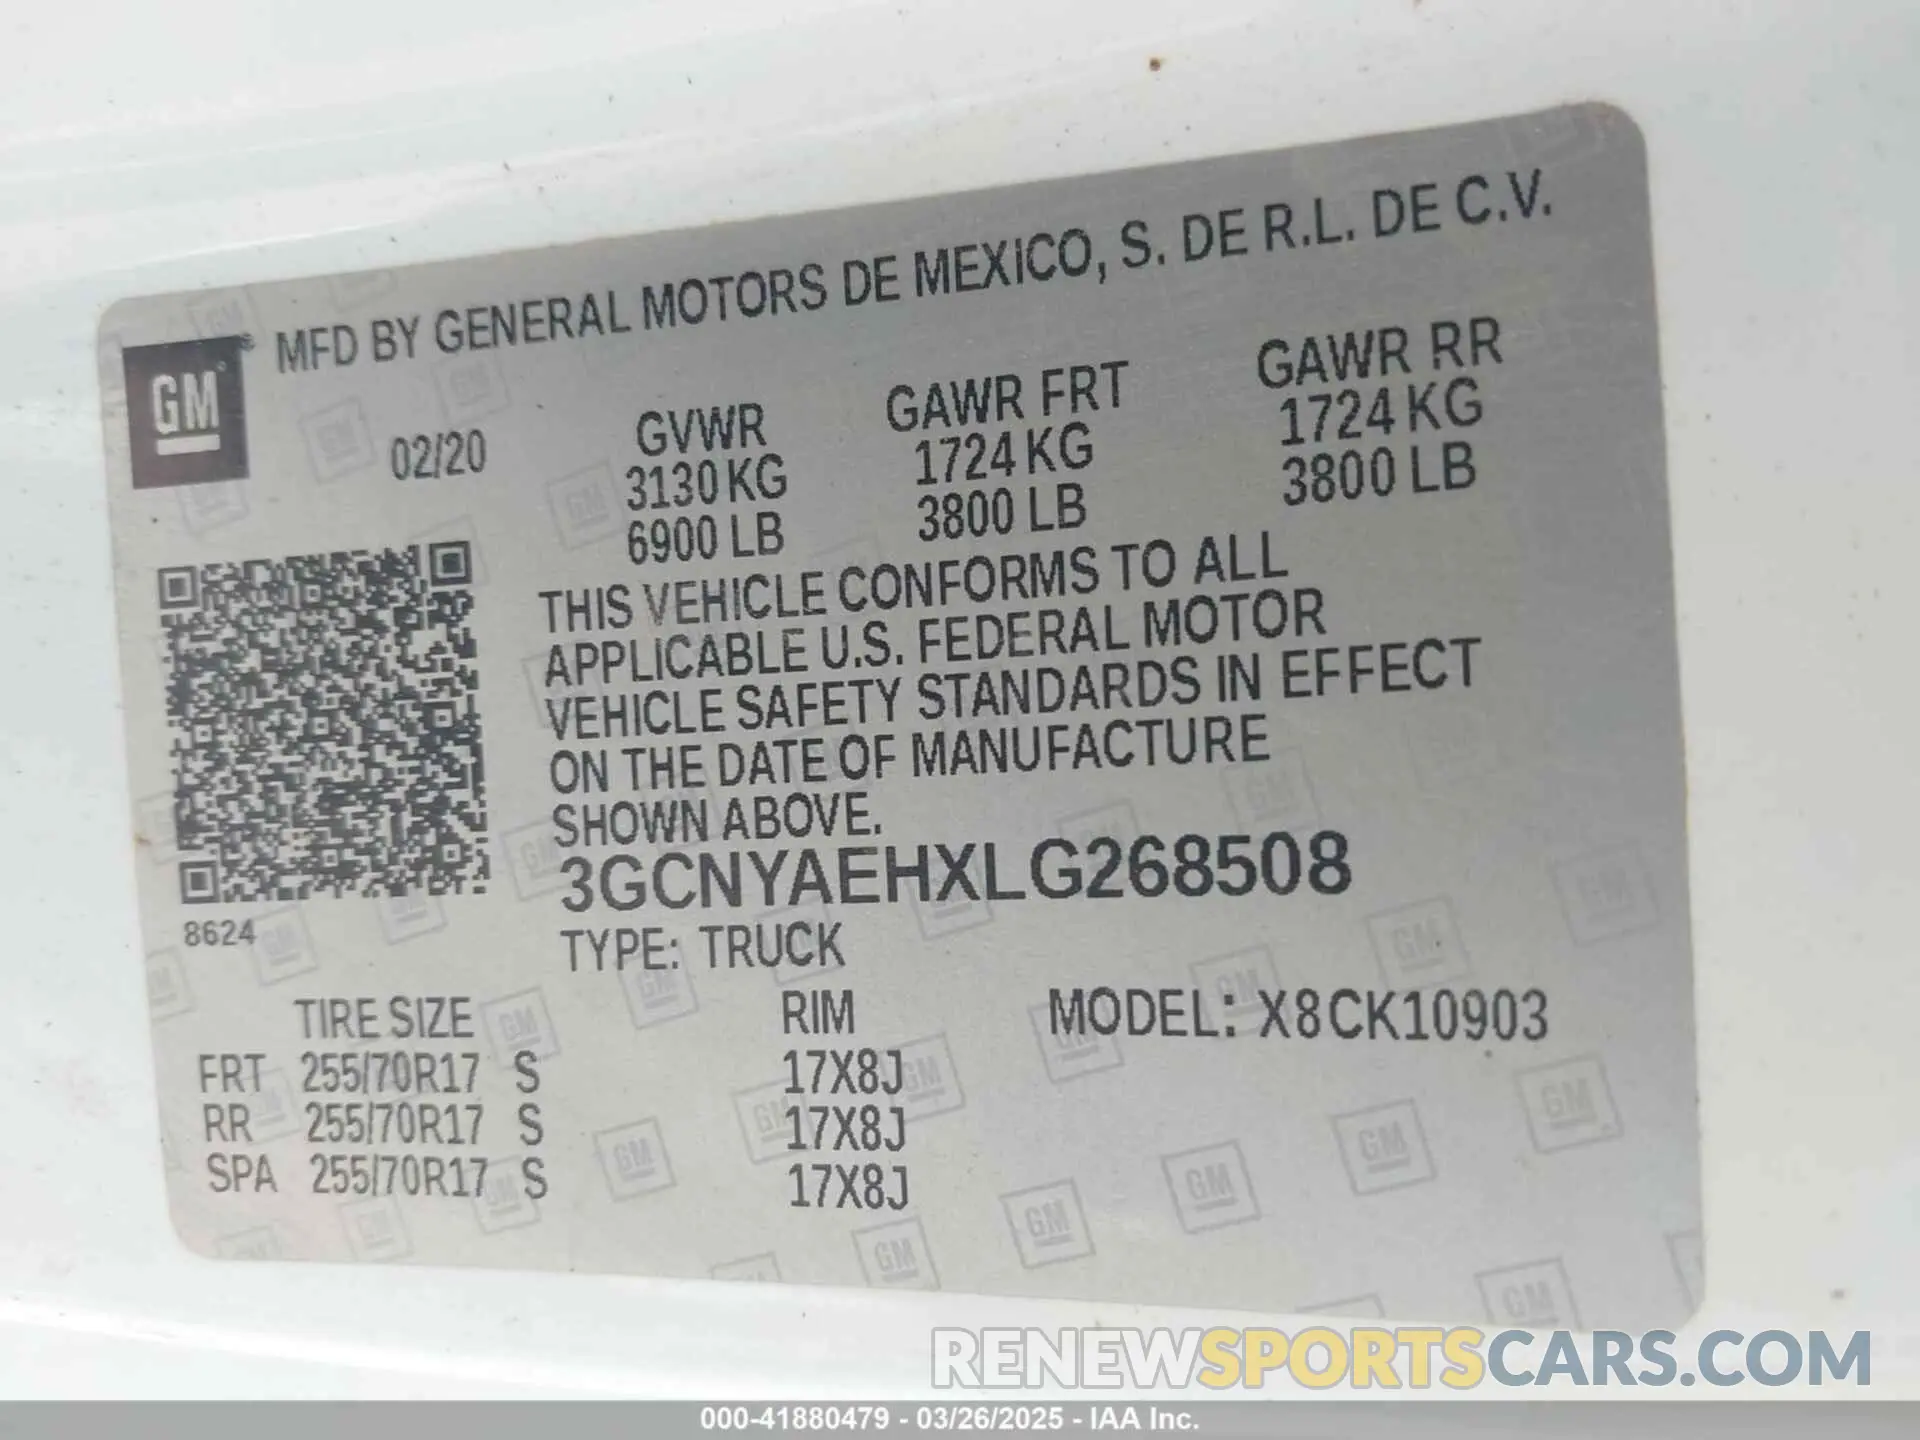 MFD BY GENERAL MOTORS DE MEXICO, S. DE R.L. DE C.V.
GM
02/20
GVWR GAWR FRT GAWR RR
3130 KG 1724 KG 1724 KG
6900 LB 3800 LB 3800 LB
THIS VEHICLE CONFORMS TO ALL
APPLICABLE U.S. FEDERAL MOTOR
VEHICLE SAFETY STANDARDS IN EFFECT
ON THE DATE OF MANUFACTURE
SHOWN ABOVE.
3GCNYAEHXLG268508
8624
TYPE: TRUCK
TIRE SIZE RIM MODEL: X8CK10903
FRT 255/70R17 S 17X8J
RR 255/70R17 S 17X8J
SPA 255/70R17 S 17X8J
RENEWSPORTSCARS.COM
000-41880479 - 03/26/2025 - IAA Inc.